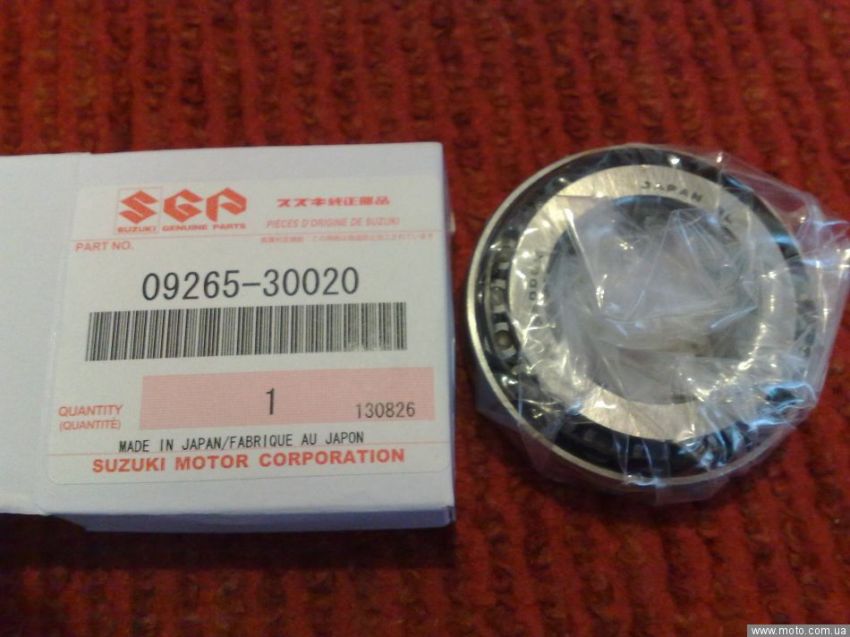 SGP
SUZUKI GENUINE PARTS
スズキ純正部品
PIECES D'ORIGINE DE SUZUKI
PART NO.
09265-30020
QUANTITY
(QUANTITÉ)
1
130826
MADE IN JAPAN/FABRIQUE AU JAPON
SUZUKI MOTOR CORPORATION
JAPAN
www.moto.com.ua